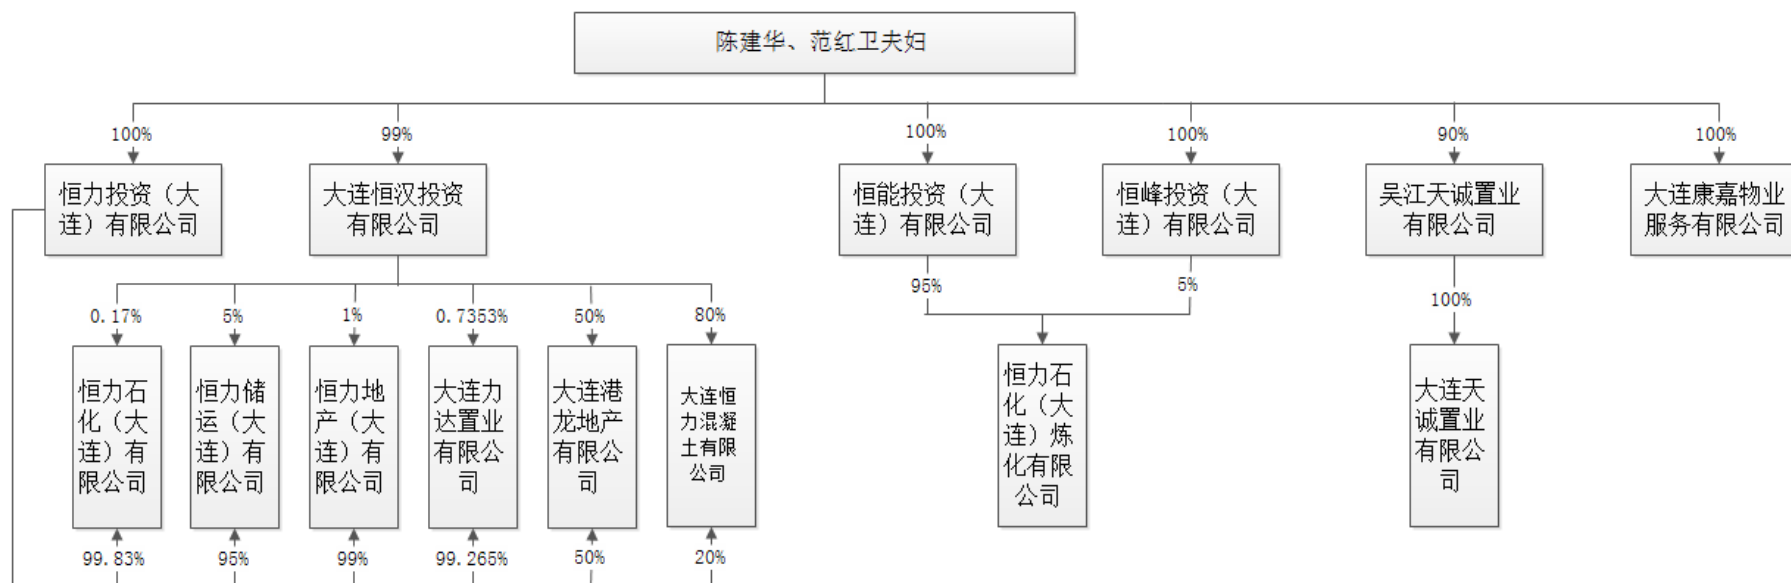 陈建华、范红卫夫妇
100%
99%
100%
100%
90%
100%
恒力投资（大
连）有限公司
大连恒汉投资
有限公司
恒能投资（大
连）有限公司
恒峰投资（大
连）有限公司
吴江天诚置业
有限公司
大连康嘉物业
服务有限公司
95%
5%
100%
0.17%
5%
1%
0.7353%
50%
80%
恒力石
化（大
连）有
限公司
恒力储
运（大
连）有
限公司
恒力地
产（大
连）有
限公司
大连力
达置业
有限公
司
大连港
龙地产
有限公
司
大连恒
力混凝
土有限
公司
恒力石
化（大
连）炼
化有限
公司
大连天
诚置业
有限公
司
99.83%
95%
99%
99.265%
50%
20%